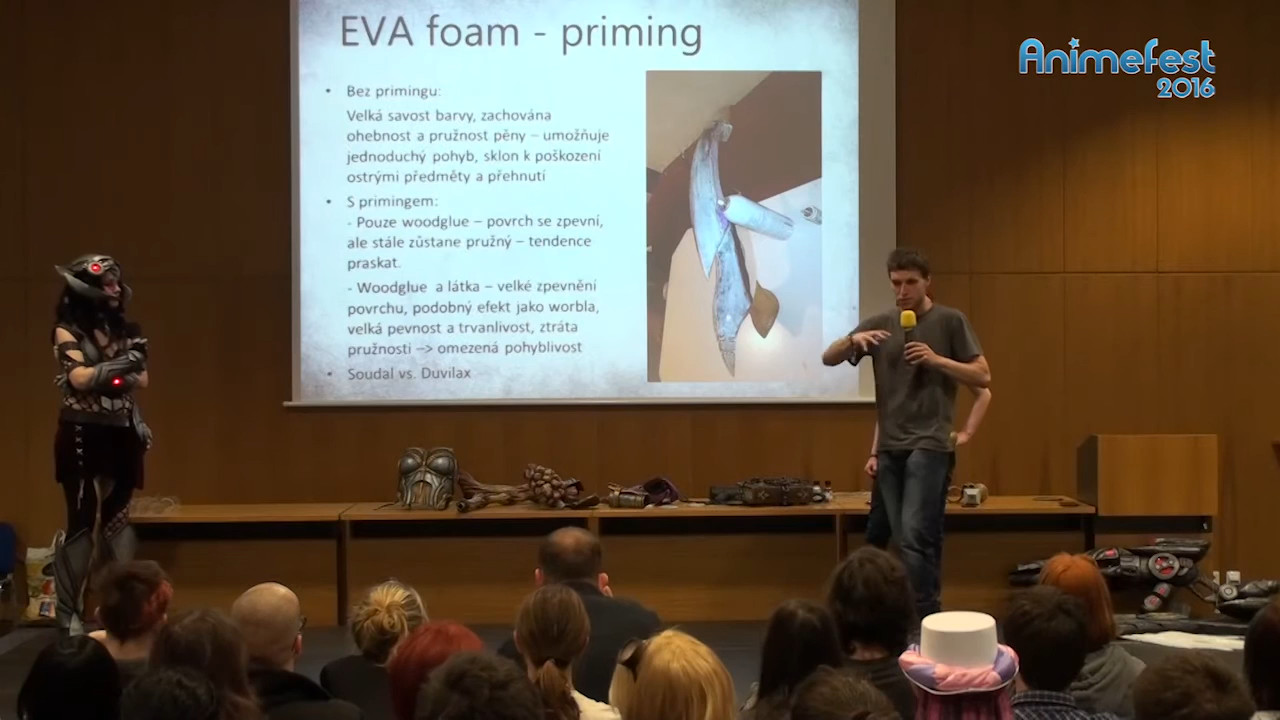 EVA foam - priming
AnimeFest
2016
• Bez primingu:
Velká savost barvy, zachována
ohebnost a pružnost pěny – umožňuje
jednoduchý pohyb, sklon k poškození
ostrými předměty a přehnutí
• S primingem:
- Pouze woodglue – povrch se zpevní,
ale stále zůstane pružný – tendence
praskat.
- Woodglue a látka – velké zpevnění
povrchu, podobný efekt jako worbla,
velká pevnost a trvanlivost, ztráta
pružnosti –> omezená pohyblivost
• Soudal vs. Duvilax